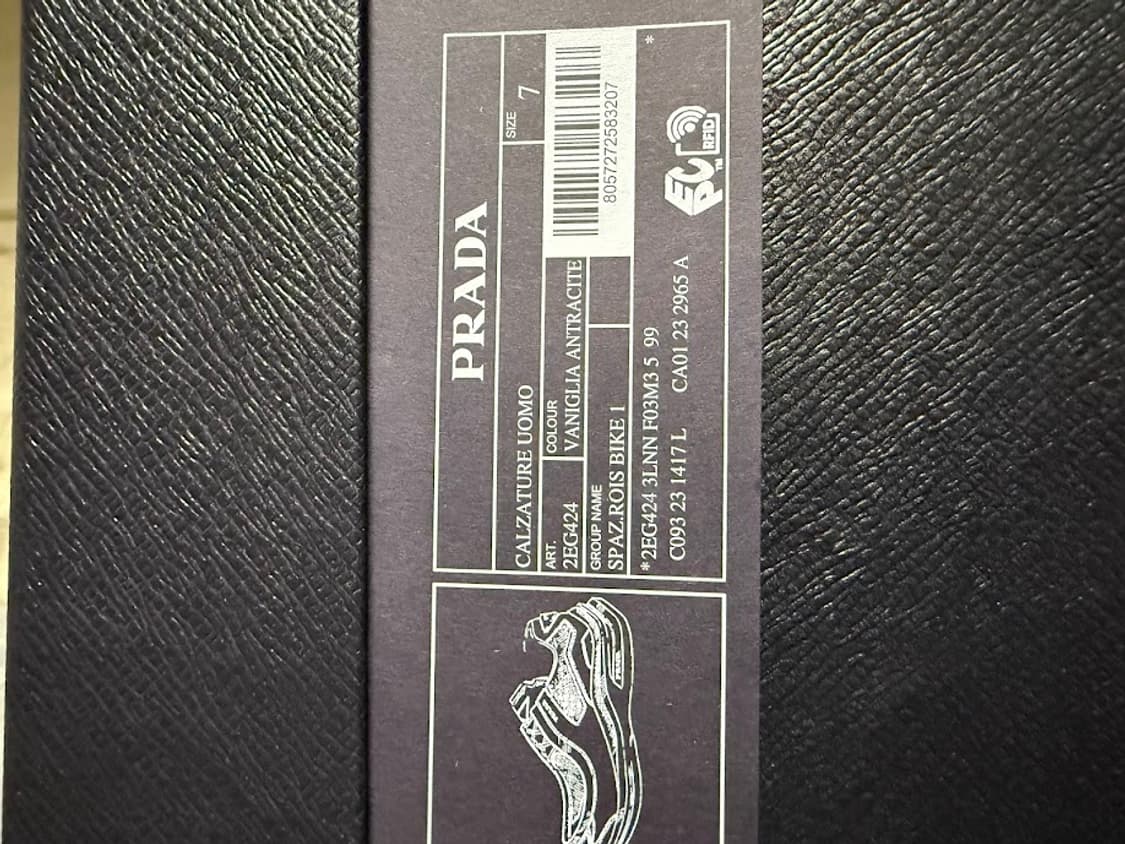 PRADA
CALZATURE UOMO
SIZE
7
ART.
2EG424
COLOUR
VANIGLIA ANTRACITE
8057272583207
GROUP NAME
SPAZ.ROIS BIKE 1
*2EG424 3LNN F03M3 5 99 *
C093 23 1417 L CA01 23 2965 A
EPC™ RFID